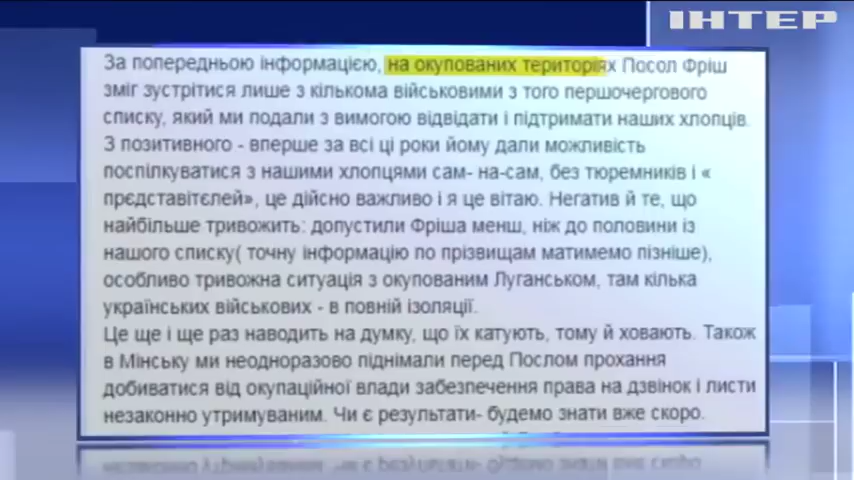 ІНТЕР
За попередньою інформацією, на окупованих територіях Посол Фріш
зміг зустрітися лише з кількома військовими з того першочергового
списку, який ми подали з вимогою відвідати і підтримати наших хлопців.
З позитивного - вперше за всі ці роки йому дали можливість
поспілкуватися з нашими хлопцями сам- на-сам, без тюремників і «
прєдставітєлей», це дійсно важливо і я це вітаю. Негатив й те, що
найбільше тривожить: допустили Фріша менш, ніж до половини із
нашого списку( точну інформацію по прізвищам матимемо пізніше),
особливо тривожна ситуація з окупованим Луганськом, там кілька
українських військових - в повній ізоляції.
Це ще і ще раз наводить на думку, що їх катують, тому й ховають. Також
в Мінську ми неодноразово піднімали перед Послом прохання
добиватися від окупаційної влади забезпечення права на дзвінок і листи
незаконно утримуваним. Чи є результати- будемо знати вже скоро.